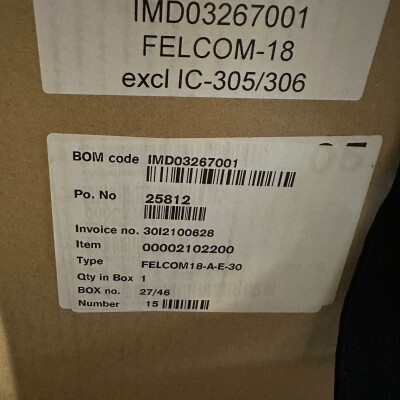 IMD03267001
FELCOM-18
excl IC-305/306
05
BOM code IMD03267001
Po. No 25812
Invoice no. 30I2100628
Item 00002102200
Type FELCOM18-A-E-30
Qty in Box 1
BOX no. 27/46
Number 15